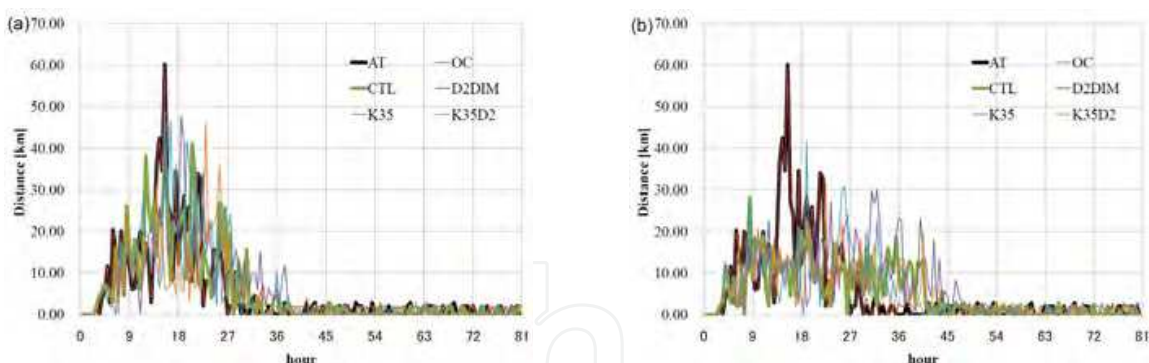 (a)
70.00
60.00
50.00
40.00
30.00
20.00
10.00
0.00
Distance [km]
AT OC
CTL D2DIM
K35 K35D2
0 9 18 27 36 45 54 63 72 81
hour
(b)
70.00
60.00
50.00
40.00
30.00
20.00
10.00
0.00
Distance [km]
AT OC
CTL D2DIM
K35 K35D2
0 9 18 27 36 45 54 63 72 81
hour